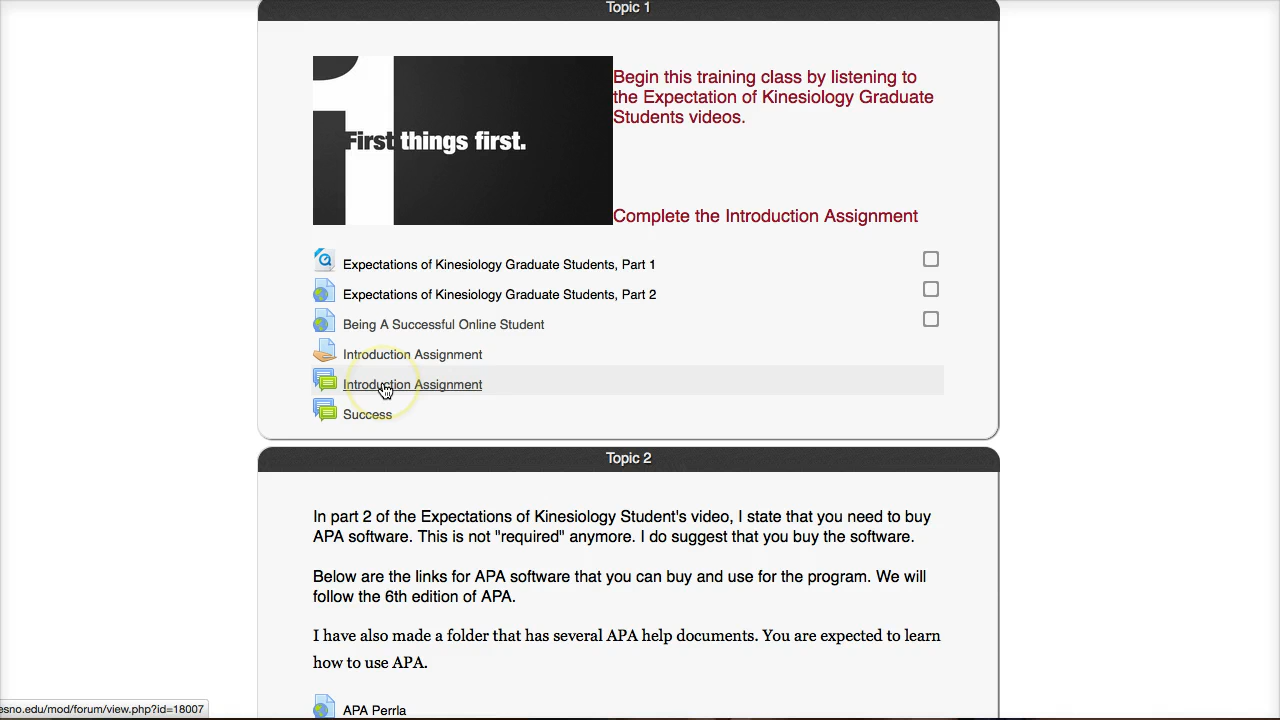 Topic 1
Begin this training class by listening to
the Expectation of Kinesiology Graduate
Students videos.
First things first.
Complete the Introduction Assignment
Expectations of Kinesiology Graduate Students, Part 1
Expectations of Kinesiology Graduate Students, Part 2
Being A Successful Online Student
Introduction Assignment
Introduction Assignment
Success
Topic 2
In part 2 of the Expectations of Kinesiology Student's video, I state that you need to buy
APA software. This is not "required" anymore. I do suggest that you buy the software.
Below are the links for APA software that you can buy and use for the program. We will
follow the 6th edition of APA.
I have also made a folder that has several APA help documents. You are expected to learn
how to use APA.
APA Perrla
esno.edu/mod/forum/view.php?id=18007